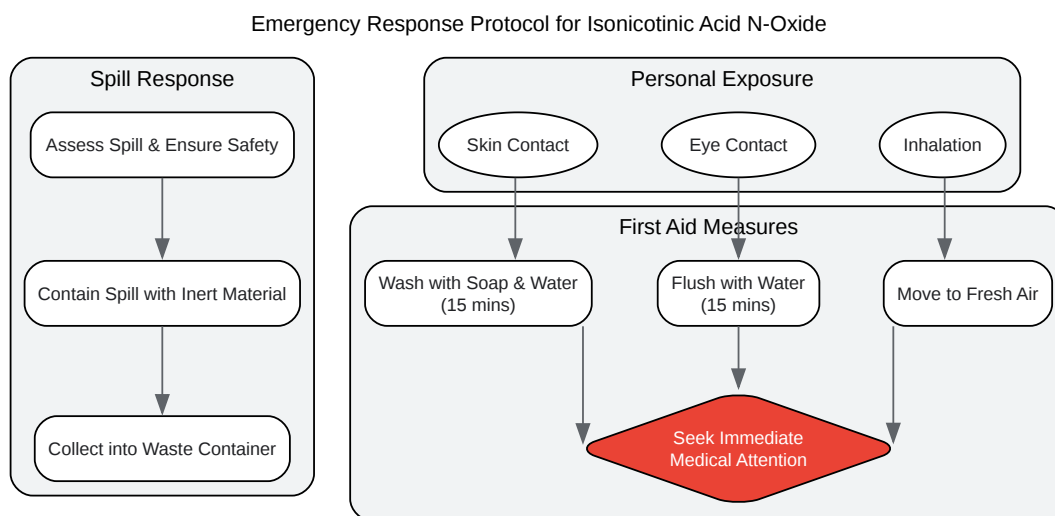 Emergency Response Protocol for Isonicotinic Acid N-Oxide
Spill Response
Assess Spill & Ensure Safety
Contain Spill with Inert Material
Collect into Waste Container
Personal Exposure
Skin Contact
Eye Contact
Inhalation
First Aid Measures
Wash with Soap & Water
(15 mins)
Flush with Water
(15 mins)
Move to Fresh Air
Seek Immediate
Medical Attention